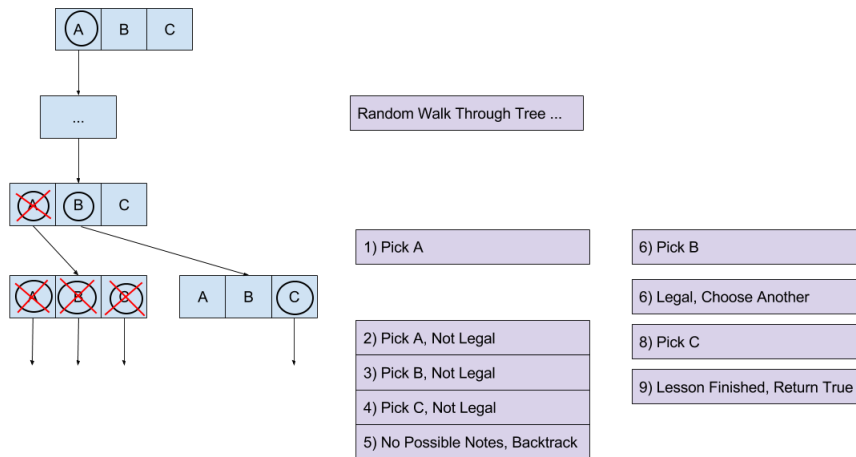 A B C
...
Random Walk Through Tree ...
A B C
1) Pick A
6) Pick B
A B C
A B C
6) Legal, Choose Another
2) Pick A, Not Legal
8) Pick C
3) Pick B, Not Legal
9) Lesson Finished, Return True
4) Pick C, Not Legal
5) No Possible Notes, Backtrack